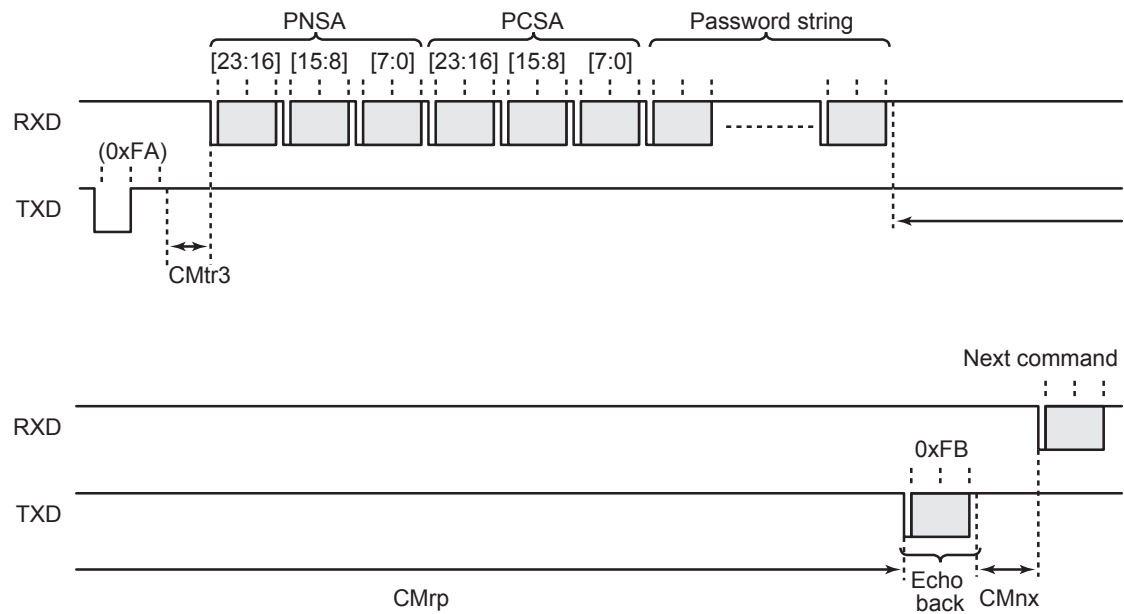 PNSA PCSA Password string
[23:16] [15:8] [7:0] [23:16] [15:8] [7:0]
RXD
(0xFA)
TXD
CMtr3
Next command
RXD
0xFB
TXD
CMrp
Echo
back
CMnx